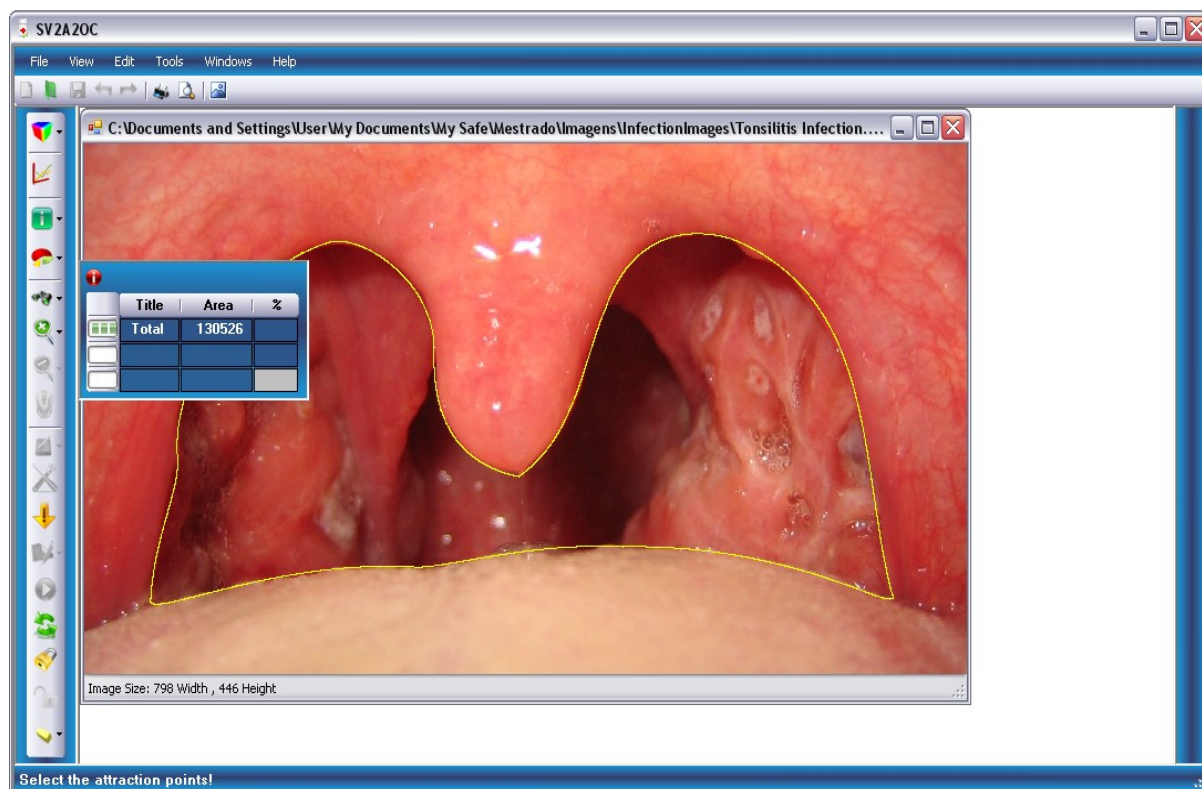 SV2A2OC
File View Edit Tools Windows Help
C:\Documents and Settings\User\My Documents\My Safe\Mestrado\Imagens\InfectionImages\Tonsilitis Infection....
Title Area %
Total 130526
Image Size: 798 Width , 446 Height
Select the attraction points!